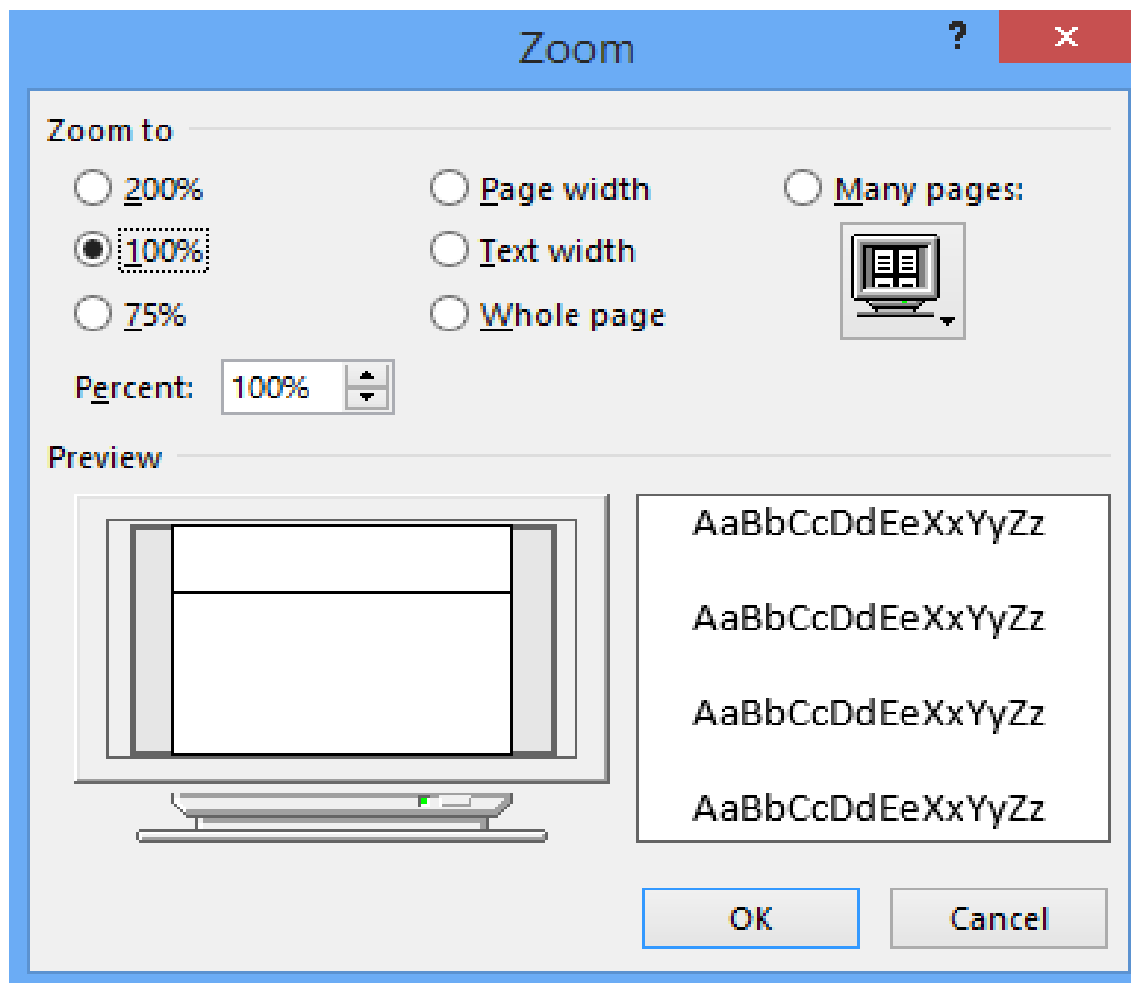 Zoom
?
Zoom to
200% Page width Many pages:
100% Text width
75% Whole page
Percent: 100%
Preview
AaBbCcDdEeXxYyZz
AaBbCcDdEeXxYyZz
AaBbCcDdEeXxYyZz
AaBbCcDdEeXxYyZz
OK Cancel